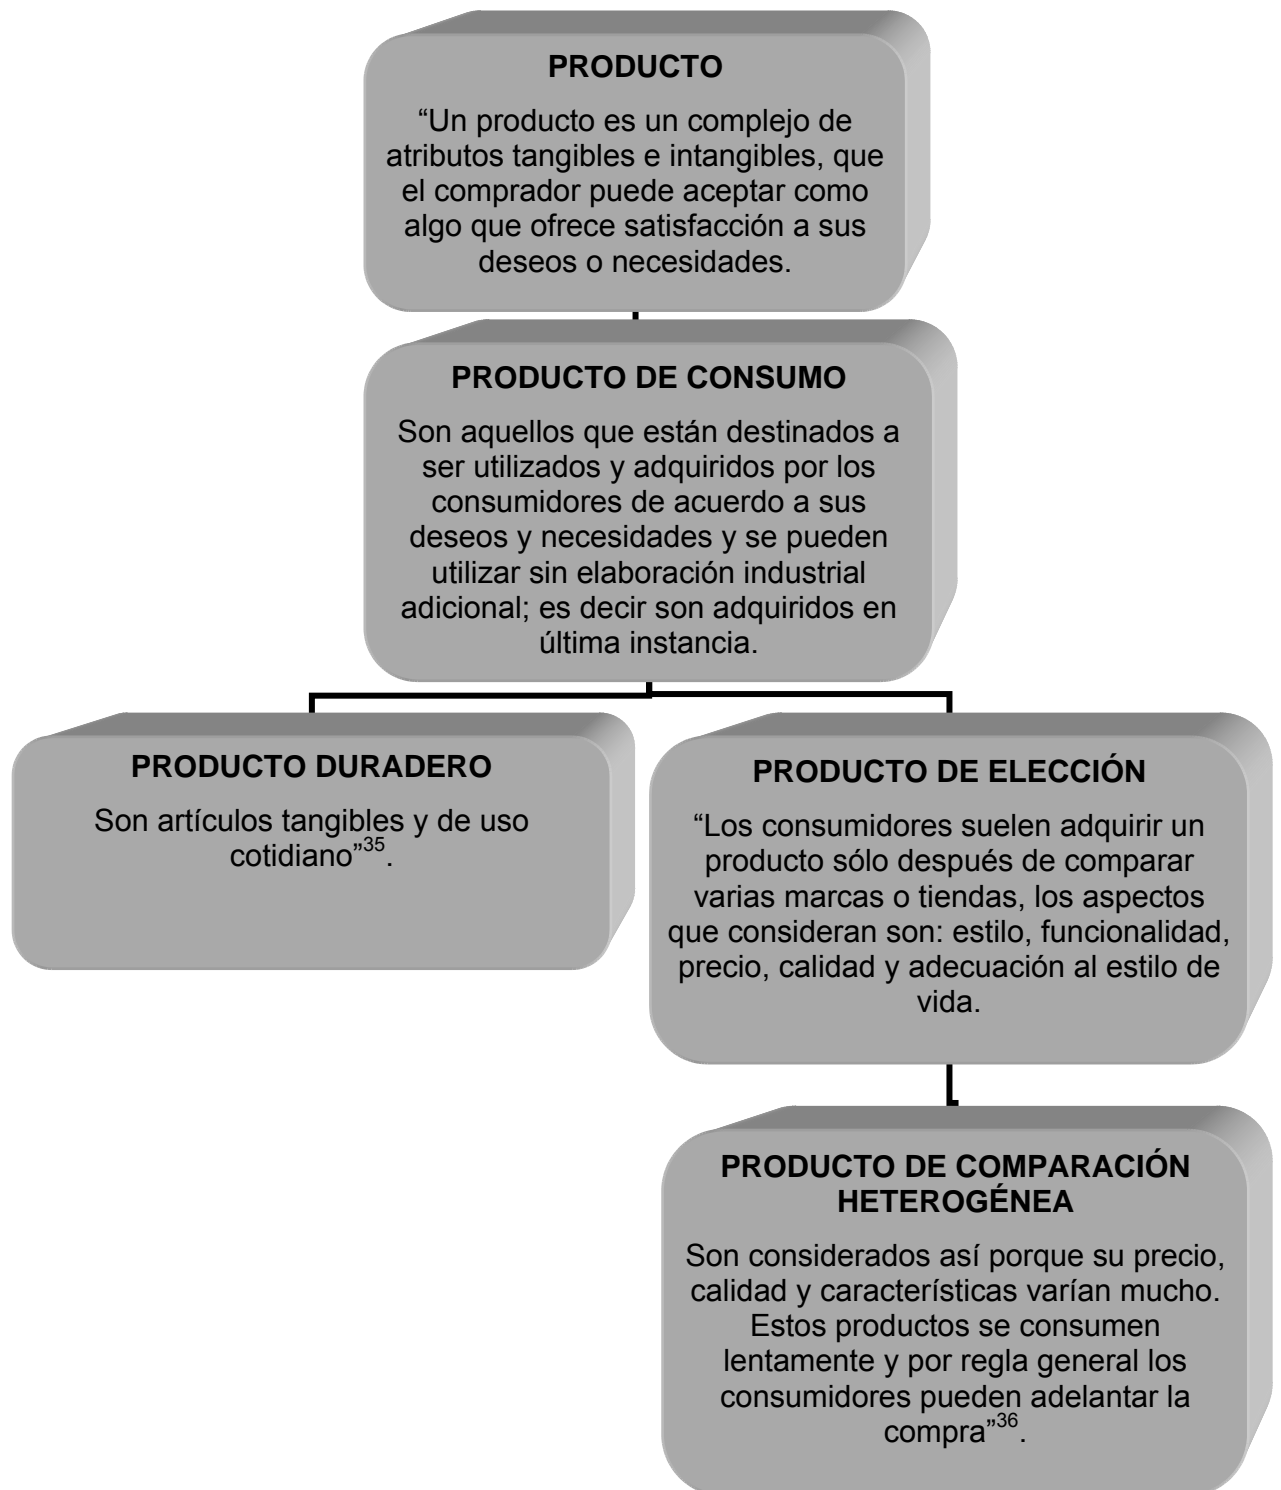 PRODUCTO
“Un producto es un complejo de
atributos tangibles e intangibles, que
el comprador puede aceptar como
algo que ofrece satisfacción a sus
deseos o necesidades.
PRODUCTO DE CONSUMO
Son aquellos que están destinados a
ser utilizados y adquiridos por los
consumidores de acuerdo a sus
deseos y necesidades y se pueden
utilizar sin elaboración industrial
adicional; es decir son adquiridos en
última instancia.
PRODUCTO DURADERO
Son artículos tangibles y de uso
cotidiano”35.
PRODUCTO DE ELECCIÓN
“Los consumidores suelen adquirir un
producto sólo después de comparar
varias marcas o tiendas, los aspectos
que consideran son: estilo, funcionalidad,
precio, calidad y adecuación al estilo de
vida.
PRODUCTO DE COMPARACIÓN
HETEROGÉNEA
Son considerados así porque su precio,
calidad y características varían mucho.
Estos productos se consumen
lentamente y por regla general los
consumidores pueden adelantar la
compra”36.